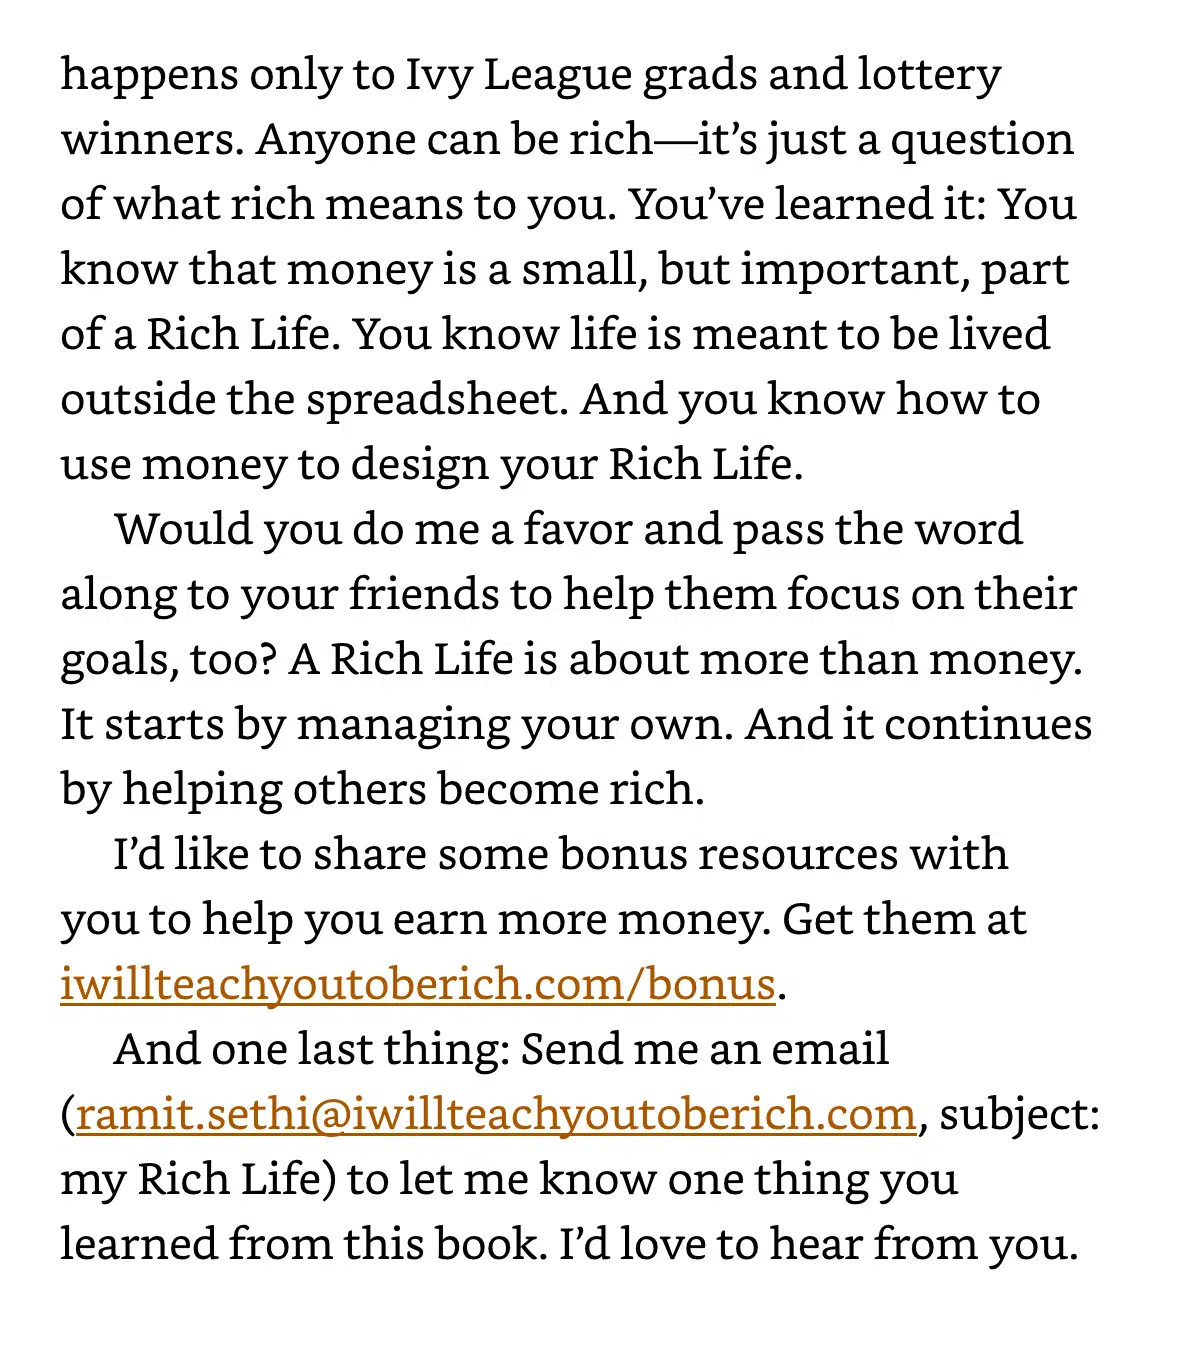 happens only to Ivy League grads and lottery
winners. Anyone can be rich—it’s just a question
of what rich means to you. You’ve learned it: You
know that money is a small, but important, part
of a Rich Life. You know life is meant to be lived
outside the spreadsheet. And you know how to
use money to design your Rich Life.
Would you do me a favor and pass the word
along to your friends to help them focus on their
goals, too? A Rich Life is about more than money.
It starts by managing your own. And it continues
by helping others become rich.
I’d like to share some bonus resources with
you to help you earn more money. Get them at
iwillteachyoutoberich.com/bonus.
And one last thing: Send me an email
(ramit.sethi@iwillteachyoutoberich.com, subject:
my Rich Life) to let me know one thing you
learned from this book. I’d love to hear from you.